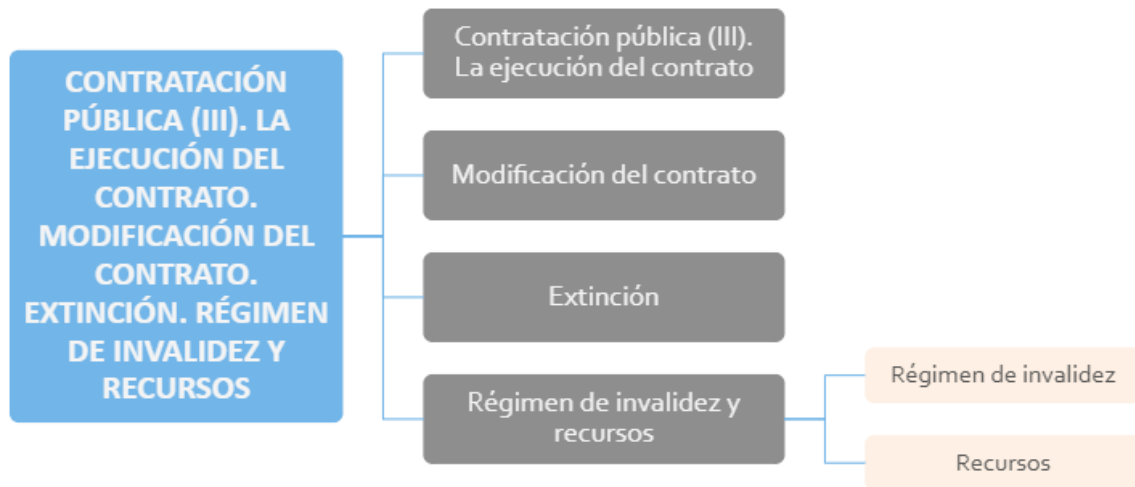 CONTRATACIÓN
PÚBLICA (III). LA
EJECUCIÓN DEL
CONTRATO.
MODIFICACIÓN DEL
CONTRATO.
EXTINCIÓN. RÉGIMEN
DE INVALIDEZ Y
RECURSOS
Contratación pública (III).
La ejecución del contrato
Modificación del contrato
Extinción
Régimen de invalidez y
recursos
Régimen de invalidez
Recursos